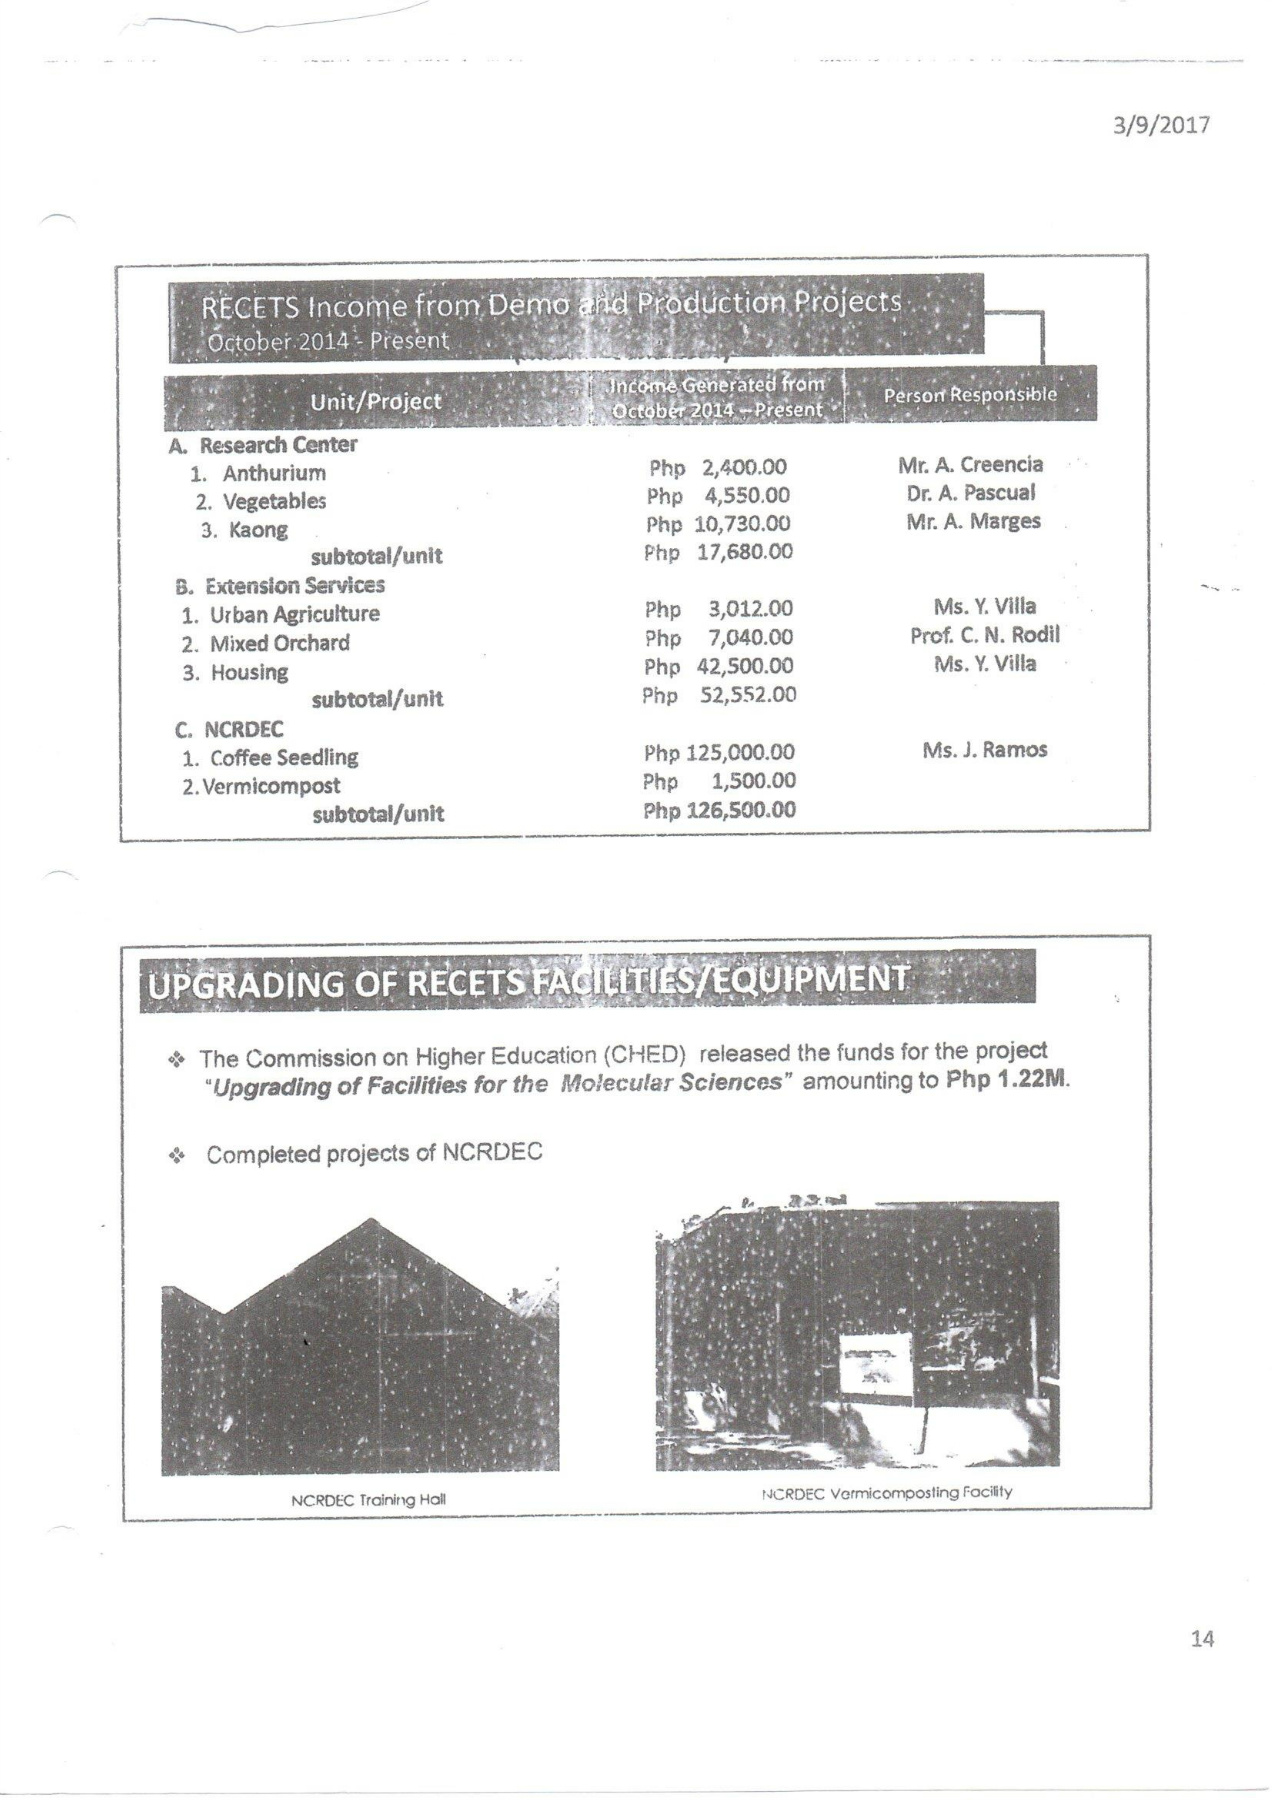 3/9/2017
RECETS Income from Demo and Production Projects
October 2014 - Present
Unit/Project Income Generated from October 2014 – Present Person Responsible
A. Research Center
1. Anthurium Php 2,400.00 Mr. A. Creencia
2. Vegetables Php 4,550.00 Dr. A. Pascual
3. Kaong Php 10,730.00 Mr. A. Marges
subtotal/unit Php 17,680.00
B. Extension Services
1. Urban Agriculture Php 3,012.00 Ms. Y. Villa
2. Mixed Orchard Php 7,040.00 Prof. C. N. Rodil
3. Housing Php 42,500.00 Ms. Y. Villa
subtotal/unit Php 52,552.00
C. NCRDEC
1. Coffee Seedling Php 125,000.00 Ms. J. Ramos
2. Vermicompost Php 1,500.00
subtotal/unit Php 126,500.00
UPGRADING OF RECETS FACILITIES/EQUIPMENT
❖ The Commission on Higher Education (CHED) released the funds for the project
"Upgrading of Facilities for the Molecular Sciences" amounting to Php 1.22M.
❖ Completed projects of NCRDEC
NCRDEC Training Hall
NCRDEC Vermicomposting Facility
14